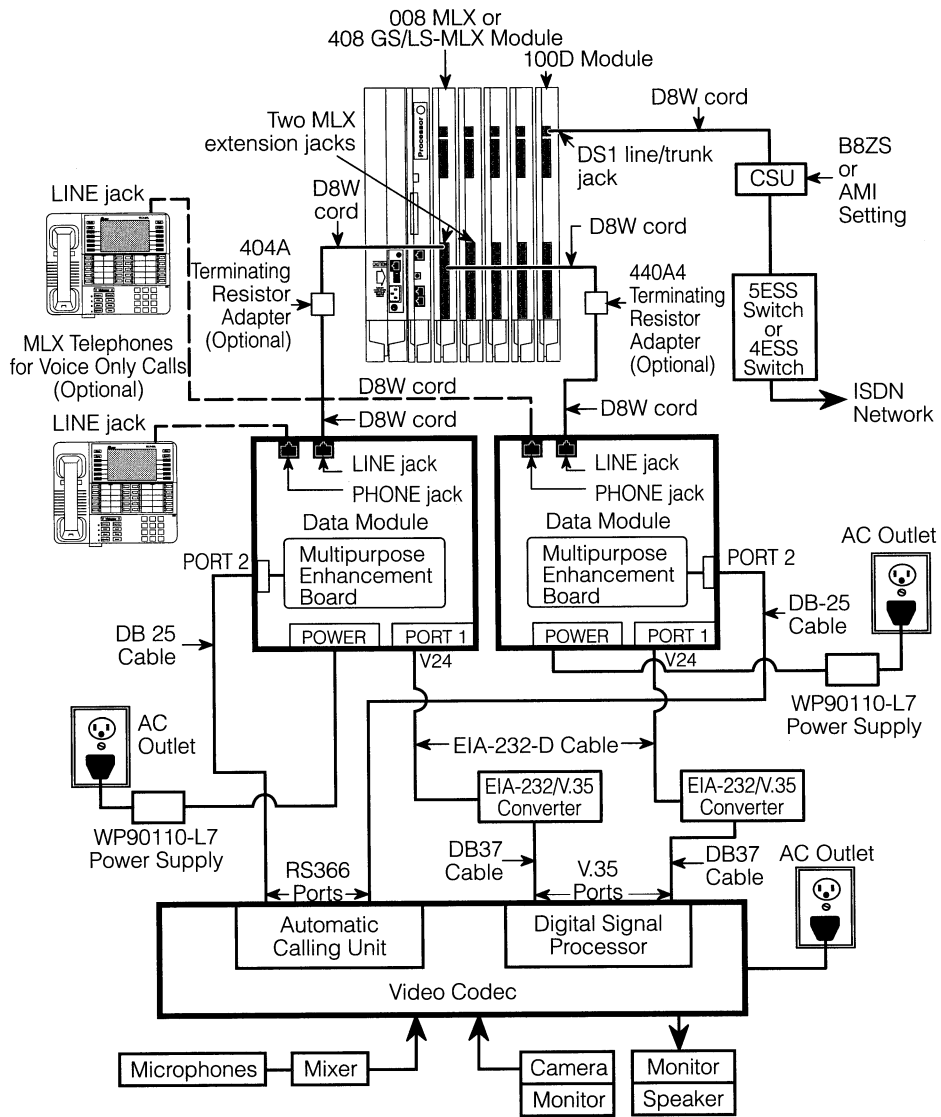 008 MLX or
408 GS/LS-MLX Module
100D Module
D8W cord
Two MLX
extension jacks
Processor
DS1 line/trunk
jack
B8ZS
or
AMI
Setting
CSU
LINE jack
D8W
cord
D8W cord
404A
Terminating
Resistor
Adapter
(Optional)
440A4
Terminating
Resistor
Adapter
(Optional)
5ESS
Switch
or
4ESS
Switch
MLX Telephones
for Voice Only Calls
(Optional)
D8W cord
ISDN
Network
LINE jack
D8W cord
D8W cord
LINE jack
PHONE jack
LINE jack
PHONE jack
Data Module
Data Module
AC Outlet
PORT 2
Multipurpose
Enhancement
Board
Multipurpose
Enhancement
Board
PORT 2
DB 25
Cable
DB-25
Cable
POWER
PORT 1
POWER
PORT 1
V24
V24
WP90110-L7
Power Supply
AC
Outlet
EIA-232-D Cable
EIA-232/V.35
Converter
EIA-232/V.35
Converter
WP90110-L7
Power Supply
RS366
Ports
DB37
Cable
V.35
Ports
DB37
Cable
AC Outlet
Automatic
Calling Unit
Digital Signal
Processor
Video Codec
Microphones
Mixer
Camera
Monitor
Monitor
Speaker